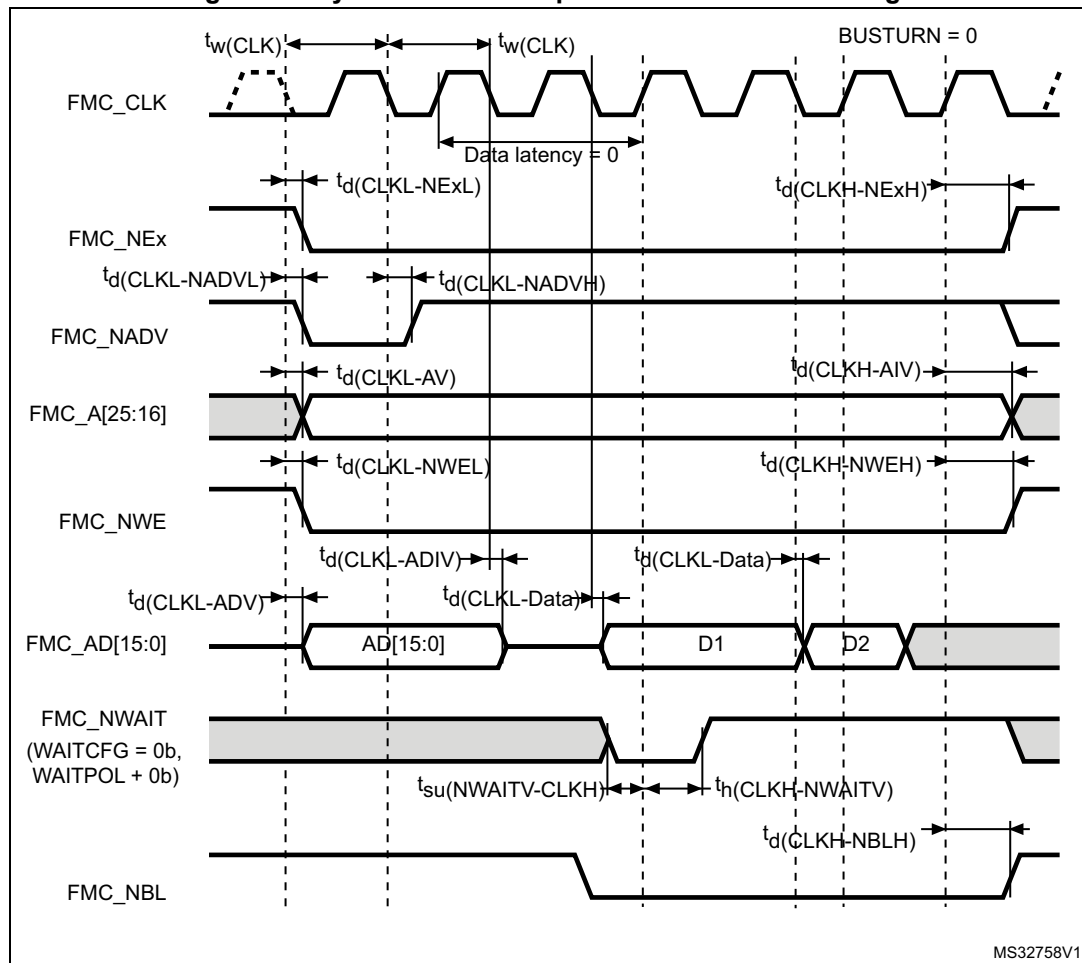 tw(CLK) tw(CLK) BUSTURN = 0
FMC_CLK
Data latency = 0
td(CLKL-NExL) td(CLKH-NExH)
FMC_NEx
td(CLKL-NADVL) td(CLKL-NADVH)
FMC_NADV
td(CLKL-AV) td(CLKH-AIV)
FMC_A[25:16]
td(CLKL-NWEL) td(CLKH-NWEH)
FMC_NWE
td(CLKL-ADIV) td(CLKL-Data)
td(CLKL-ADV) td(CLKL-Data)
FMC_AD[15:0] AD[15:0] D1 D2
FMC_NWAIT
(WAITCFG = 0b,
WAITPOL + 0b)
tsu(NWAITV-CLKH) th(CLKH-NWAITV)
td(CLKH-NBLH)
FMC_NBL
MS32758V1